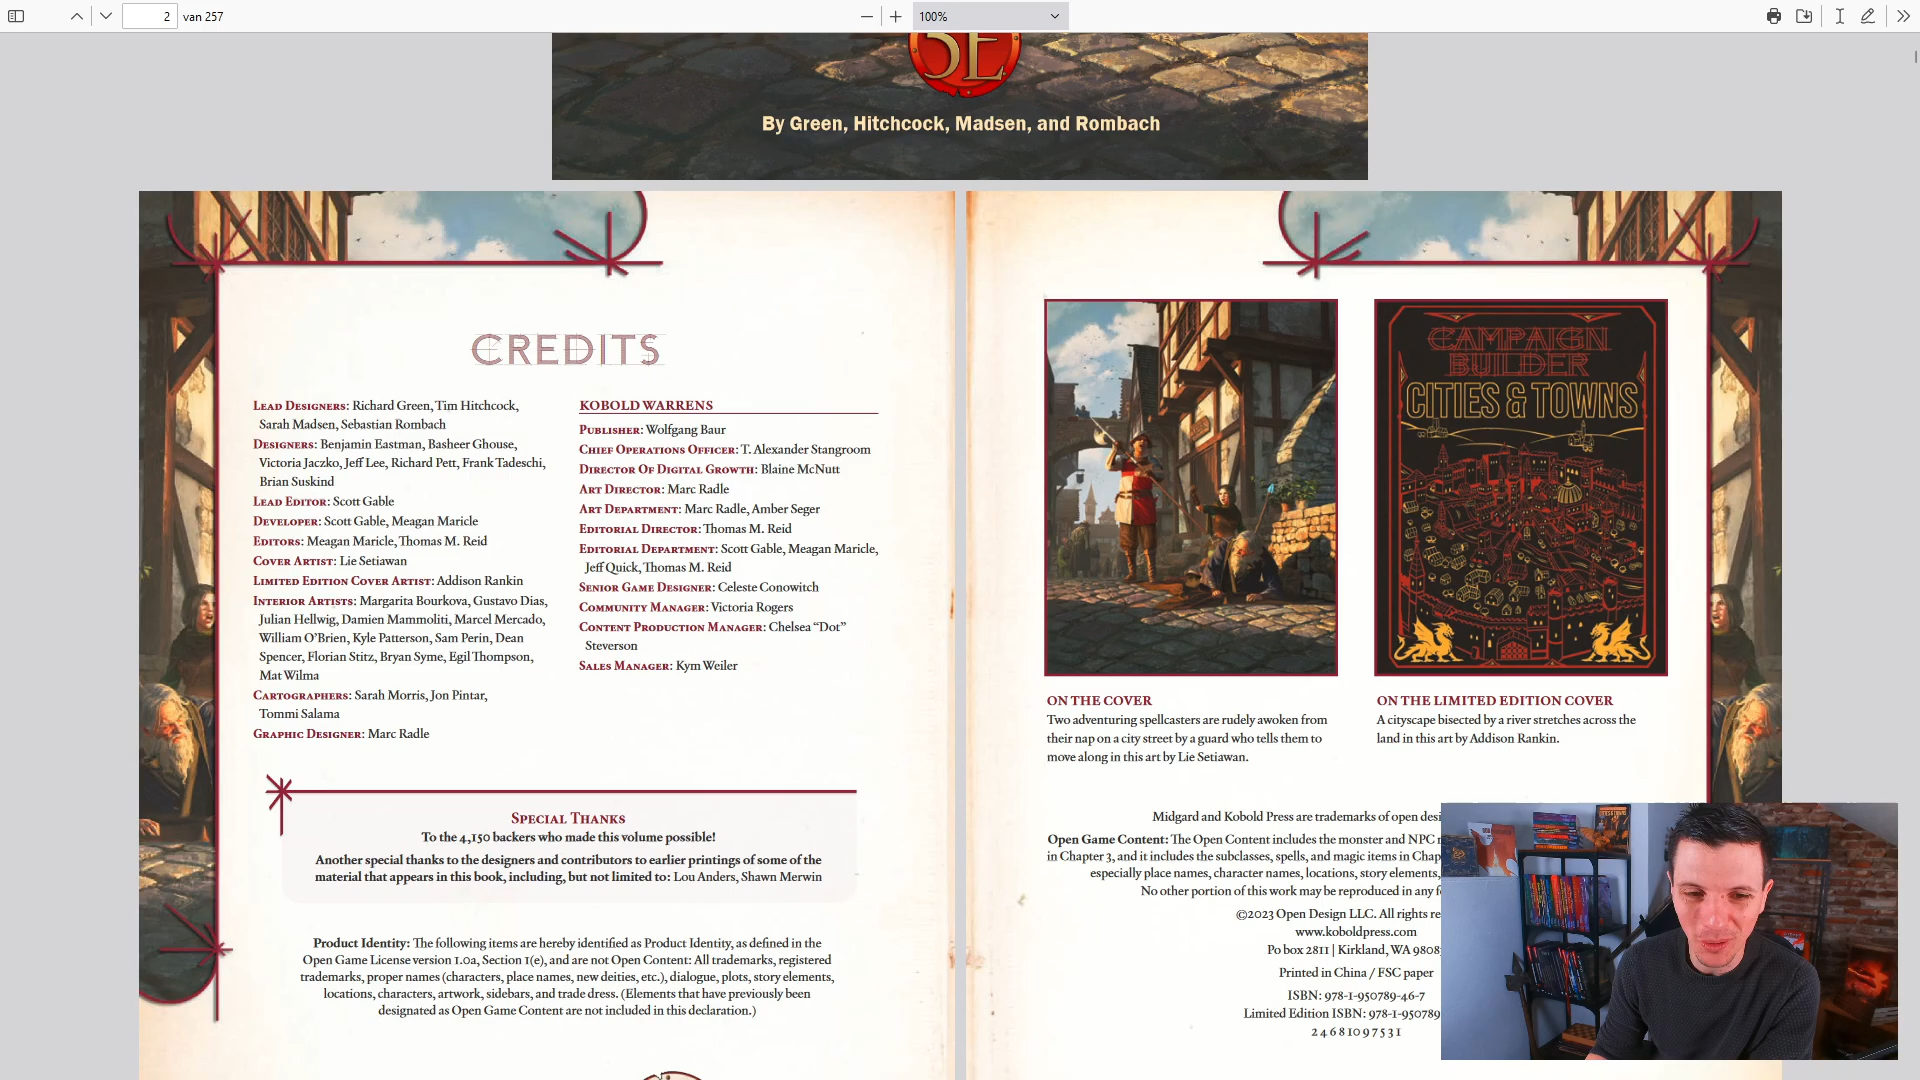 2
van 257
100%
5E
By Green, Hitchcock, Madsen, and Rombach
CREDITS
LEAD DESIGNERS: Richard Green, Tim Hitchcock,
Sarah Madsen, Sebastian Rombach
DESIGNERS: Benjamin Eastman, Basheer Ghouse,
Victoria Jaczko, Jeff Lee, Richard Pett, Frank Tadeschi,
Brian Suskind
LEAD EDITOR: Scott Gable
DEVELOPER: Scott Gable, Meagan Maricle
EDITORS: Meagan Maricle, Thomas M. Reid
COVER ARTIST: Lie Setiawan
LIMITED EDITION COVER ARTIST: Addison Rankin
INTERIOR ARTISTS: Margarita Bourkova, Gustavo Dias,
Julian Hellwig, Damien Mammoliti, Marcel Mercado,
William O'Brien, Kyle Patterson, Sam Perin, Dean
Spencer, Florian Stitz, Bryan Syme, Egil Thompson,
Mat Wilma
CARTOGRAPHERS: Sarah Morris, Jon Pintar,
Tommi Salama
GRAPHIC DESIGNER: Marc Radle
KOBOLD WARRENS
PUBLISHER: Wolfgang Baur
CHIEF OPERATIONS OFFICER: T. Alexander Stangroom
DIRECTOR OF DIGITAL GROWTH: Blaine McNutt
ART DIRECTOR: Marc Radle
ART DEPARTMENT: Marc Radle, Amber Seger
EDITORIAL DIRECTOR: Thomas M. Reid
EDITORIAL DEPARTMENT: Scott Gable, Meagan Maricle,
Jeff Quick, Thomas M. Reid
SENIOR GAME DESIGNER: Celeste Conowitch
COMMUNITY MANAGER: Victoria Rogers
CONTENT PRODUCTION MANAGER: Chelsea “Dot”
Steverson
SALES MANAGER: Kym Weiler
SPECIAL THANKS
To the 4,150 backers who made this volume possible!
Another special thanks to the designers and contributors to earlier printings of some of the
material that appears in this book, including, but not limited to: Lou Anders, Shawn Merwin
Product Identity: The following items are hereby identified as Product Identity, as defined in the
Open Game License version 1.0a, Section 1(e), and are not Open Content: All trademarks, registered
trademarks, proper names (characters, place names, new deities, etc.), dialogue, plots, story elements,
locations, characters, artwork, sidebars, and trade dress. (Elements that have previously been
designated as Open Game Content are not included in this declaration.)
CAMPAIGN
BUILDER
CITIES & TOWNS
ON THE COVER
Two adventuring spellcasters are rudely awoken from
their nap on a city street by a guard who tells them to
move along in this art by Lie Setiawan.
ON THE LIMITED EDITION COVER
A cityscape bisected by a river stretches across the
land in this art by Addison Rankin.
Midgard and Kobold Press are trademarks of open desi
Open Game Content: The Open Content includes the monster and NPC
in Chapter 3, and it includes the subclasses, spells, and magic items in Chap
especially place names, character names, locations, story elements,
No other portion of this work may be reproduced in any f
©2023 Open Design LLC. All rights re
www.koboldpress.com
Po box 2811 | Kirkland, WA 9808
Printed in China / FSC paper
ISBN: 978-1-950789-46-7
Limited Edition ISBN: 978-1-950789
2 4 6 8 10 9 7 5 3 1